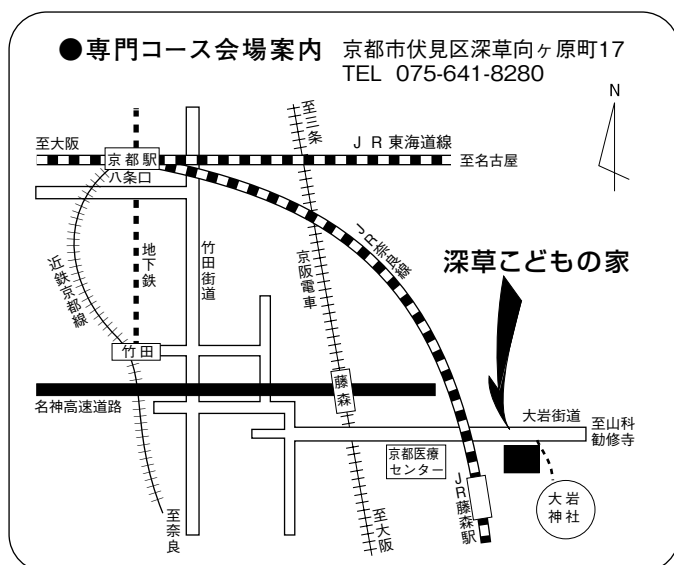 ●専門コース会場案内
京都市伏見区深草向ヶ原町17
TEL 075-641-8280
N
至三条
至大阪
JR東海道線
京都駅
至名古屋
八条口
近鉄京都線
地下鉄
竹田街道
京阪電車
JR奈良線
深草こどもの家
竹田
藤森
名神高速道路
大岩街道
至山科
勧修寺
京都医療
センター
JR藤森駅
大岩
神社
至奈良
至大阪